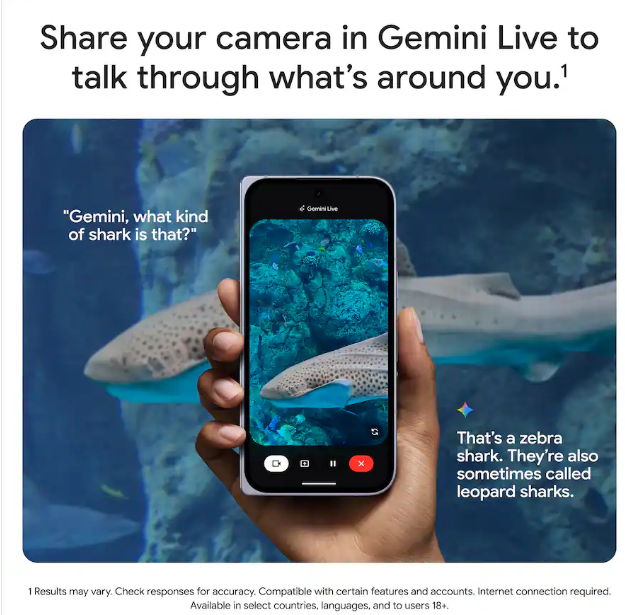 Share your camera in Gemini Live to
talk through what's around you.¹
"Gemini, what kind
of shark is that?"
Gemini Live
That's a zebra
shark. They're also
sometimes called
leopard sharks.
1 Results may vary. Check responses for accuracy. Compatible with certain features and accounts. Internet connection required.
Available in select countries, languages, and to users 18+.